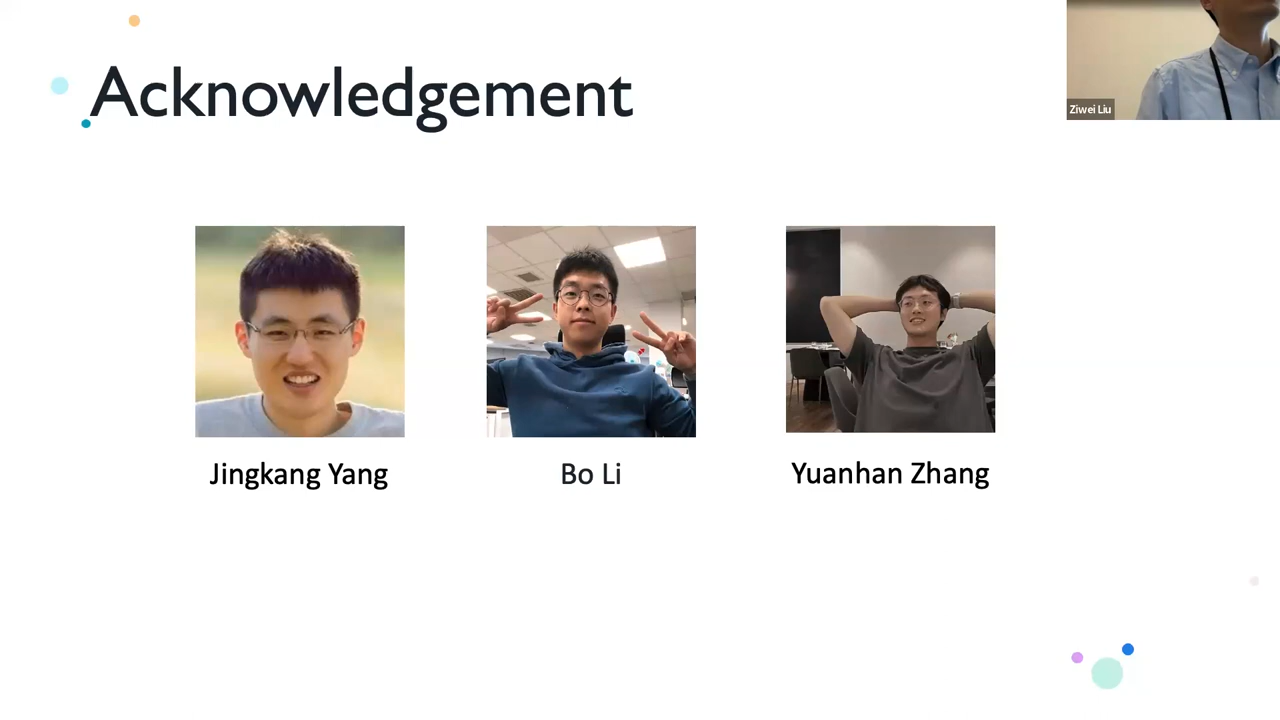 Acknowledgement
Ziwei Liu
Jingkang Yang
Bo Li
Yuanhan Zhang